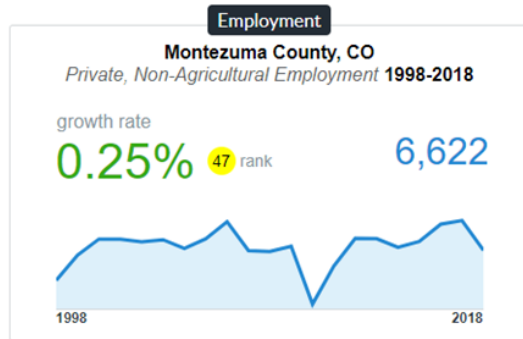 Employment
Montezuma County, CO
Private, Non-Agricultural Employment 1998-2018
growth rate
0.25% 47 rank 6,622
1998 2018